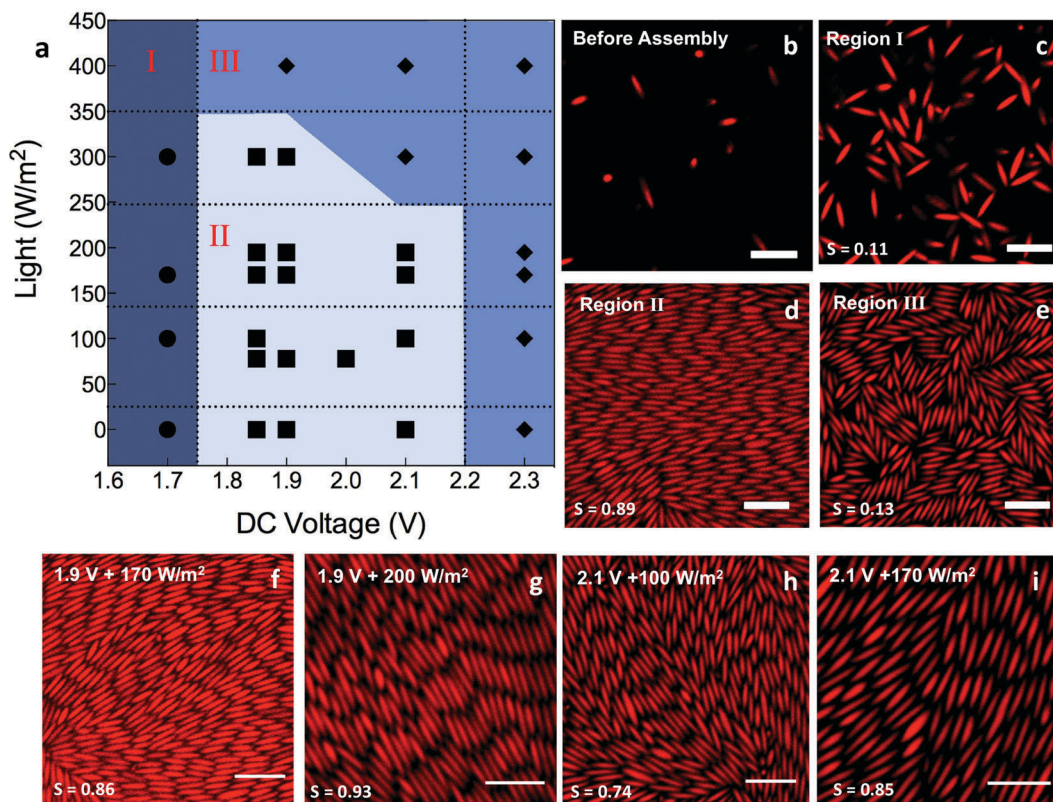 a
I
III
II
450
400
350
300
250
200
150
100
50
0
Light (W/m²)
1.6 1.7 1.8 1.9 2.0 2.1 2.2 2.3
DC Voltage (V)
Before Assembly
b
Region I
c
S = 0.11
Region II
d
S = 0.89
Region III
e
S = 0.13
1.9 V + 170 W/m²
f
S = 0.86
1.9 V + 200 W/m²
g
S = 0.93
2.1 V +100 W/m²
h
S = 0.74
2.1 V +170 W/m²
i
S = 0.85